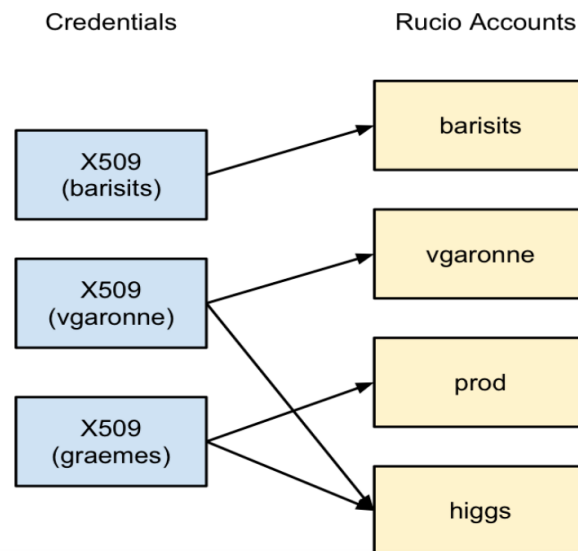 Credentials
Rucio Accounts
X509
(barisits)
X509
(vgaronne)
X509
(graemes)
barisits
vgaronne
prod
higgs